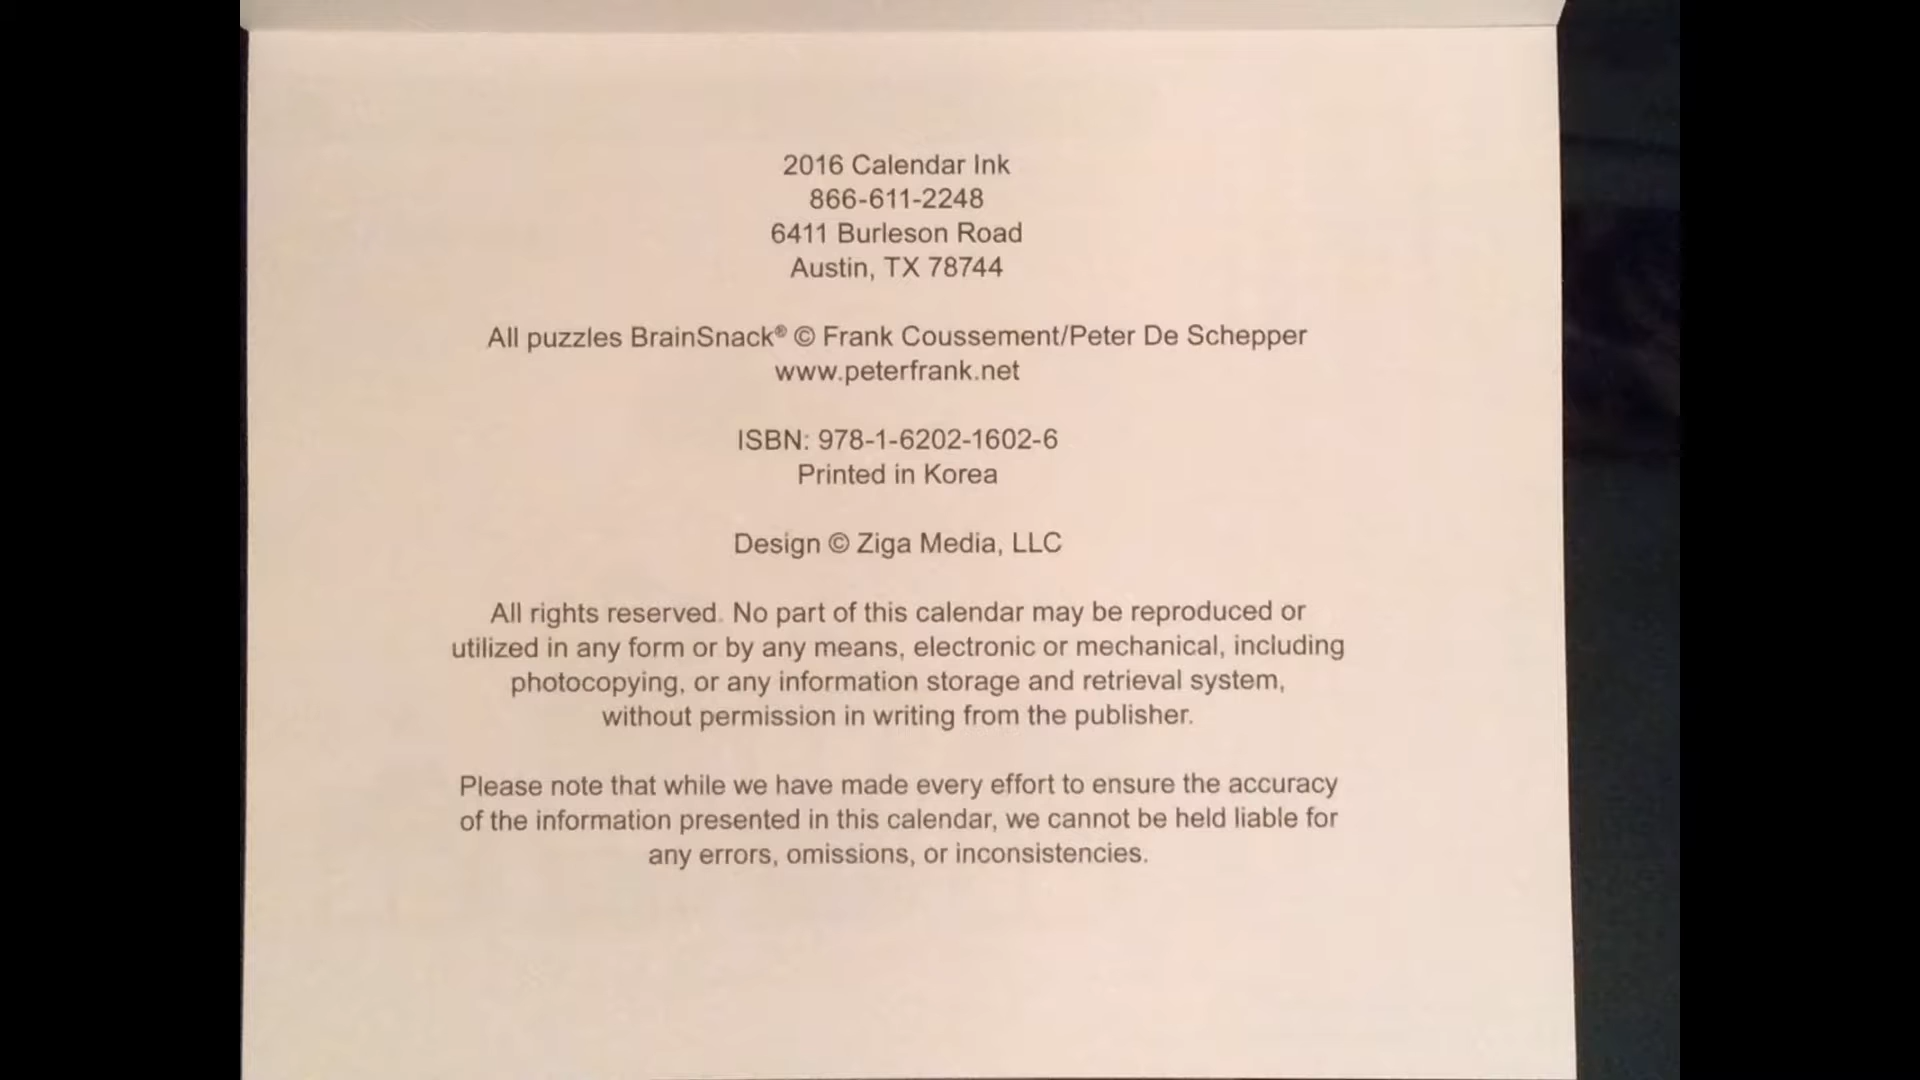 2016 Calendar Ink
866-611-2248
6411 Burleson Road
Austin, TX 78744
All puzzles BrainSnack® © Frank Coussement/Peter De Schepper
www.peterfrank.net
ISBN: 978-1-6202-1602-6
Printed in Korea
Design © Ziga Media, LLC
All rights reserved. No part of this calendar may be reproduced or
utilized in any form or by any means, electronic or mechanical, including
photocopying, or any information storage and retrieval system,
without permission in writing from the publisher.
Please note that while we have made every effort to ensure the accuracy
of the information presented in this calendar, we cannot be held liable for
any errors, omissions, or inconsistencies.